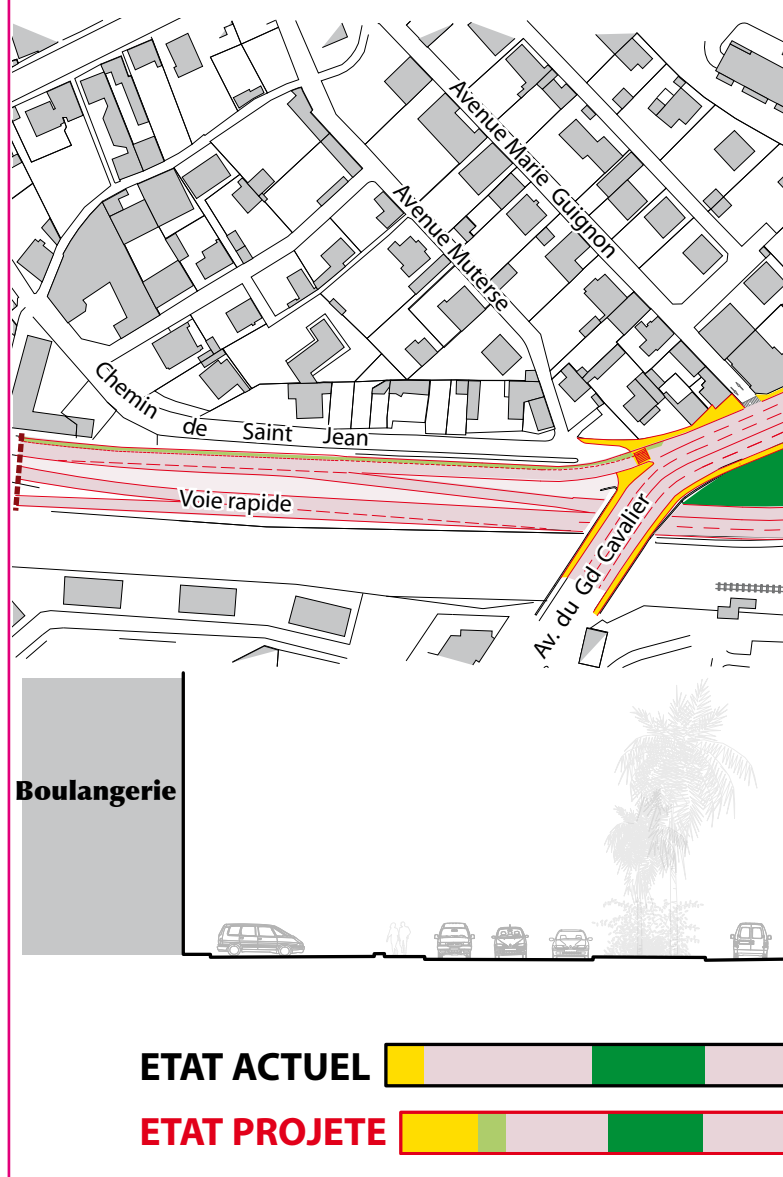 Avenue Marie Guignon
Avenue Muterse
Chemin de Saint Jean
Voie rapide
Av. du Gd Cavalier
Boulangerie
ETAT ACTUEL
ETAT PROJETE